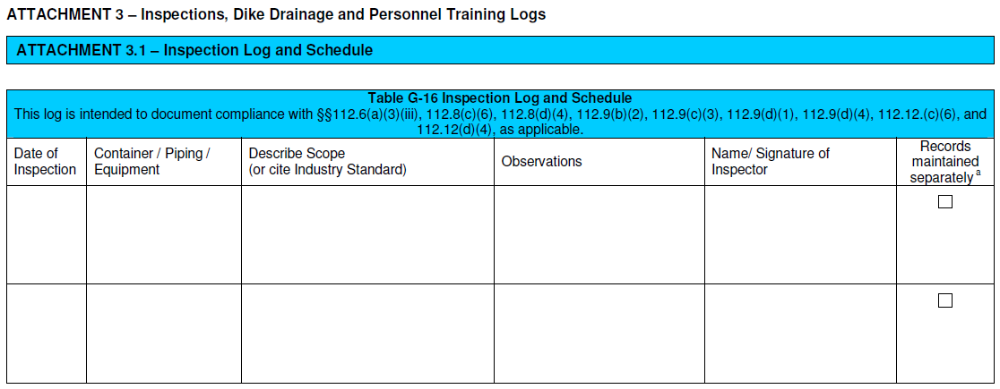 ATTACHMENT 3 – Inspections, Dike Drainage and Personnel Training Logs
ATTACHMENT 3.1 – Inspection Log and Schedule
Table G-16 Inspection Log and Schedule
This log is intended to document compliance with §§112.6(a)(3)(iii), 112.8(c)(6), 112.8(d)(4), 112.9(b)(2), 112.9(c)(3), 112.9(d)(1), 112.9(d)(4), 112.12.(c)(6), and
112.12(d)(4), as applicable.
Date of
Inspection
Container / Piping /
Equipment
Describe Scope
(or cite Industry Standard)
Observations
Name/ Signature of
Inspector
Records
maintained
separately a